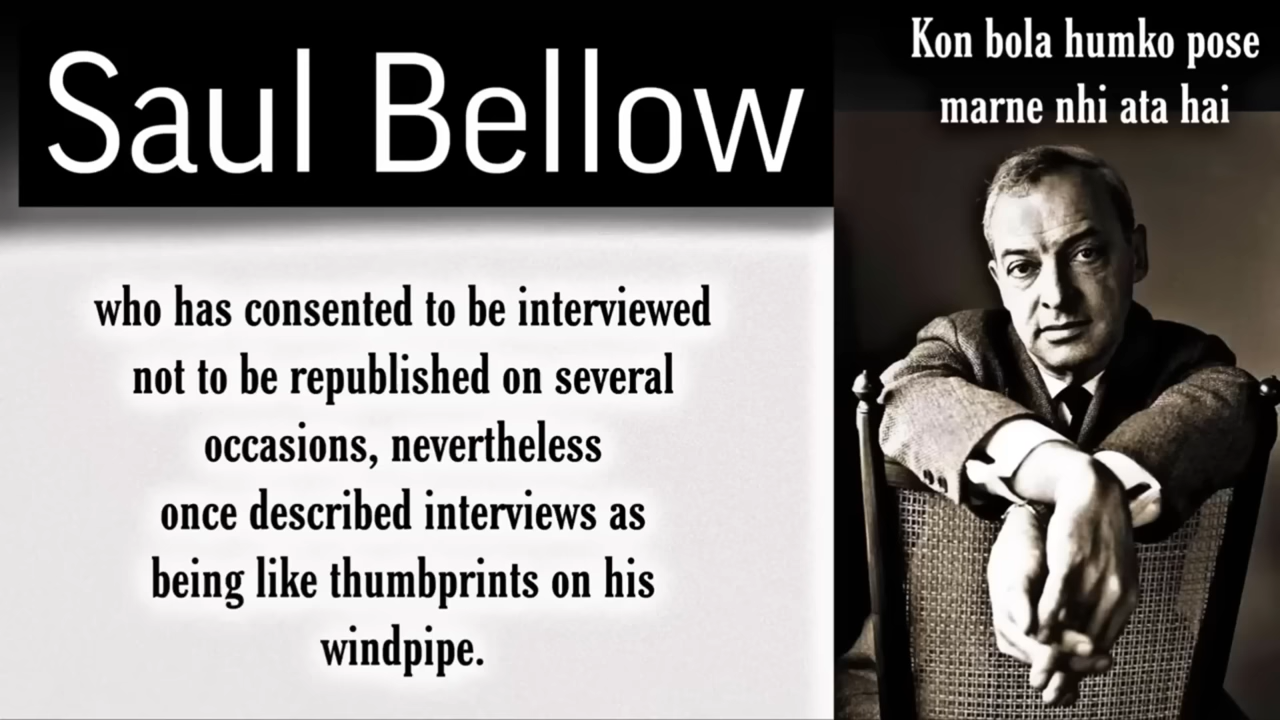 Saul Bellow
who has consented to be interviewed
not to be republished on several
occasions, nevertheless
once described interviews as
being like thumbprints on his
windpipe.
Kon bola humko pose
marne nhi ata hai